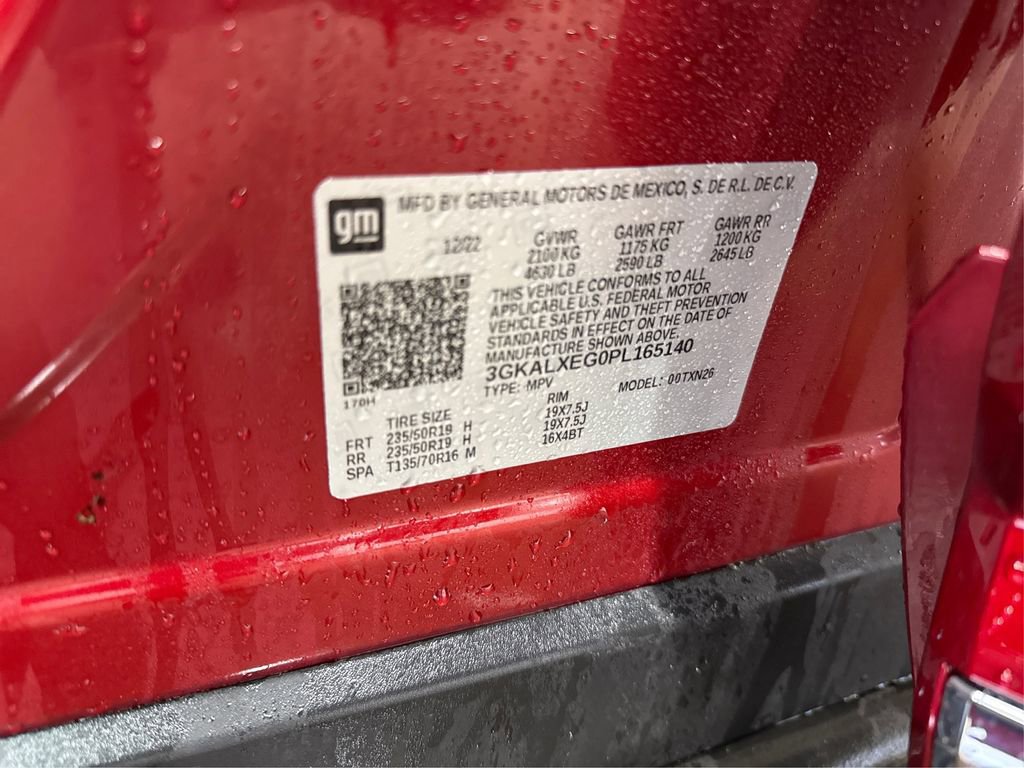 gm
MFD BY GENERAL MOTORS DE MEXICO, S. DE R.L. DE C.V.
12/22 GVWR GAWR FRT GAWR RR
2100 KG 1175 KG 1200 KG
4630 LB 2590 LB 2645 LB
THIS VEHICLE CONFORMS TO ALL
APPLICABLE U.S. FEDERAL MOTOR
VEHICLE SAFETY AND THEFT PREVENTION
STANDARDS IN EFFECT ON THE DATE OF
MANUFACTURE SHOWN ABOVE.
3GKALXEG0PL165140
TYPE: MPV MODEL: 00TXN26
170H
TIRE SIZE RIM
FRT 235/50R19 H 19X7.5J
RR 235/50R19 H 19X7.5J
SPA T135/70R16 M 16X4BT